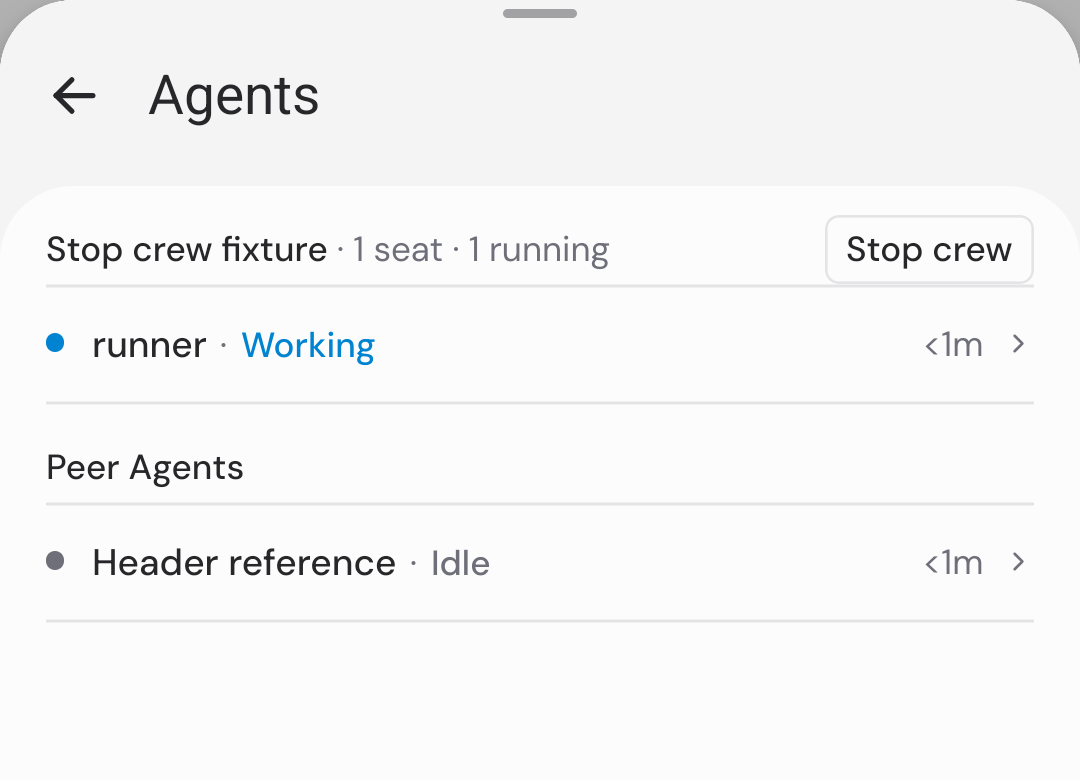 Agents
Stop crew fixture · 1 seat · 1 running Stop crew
runner · Working <1m
Peer Agents
Header reference · Idle <1m